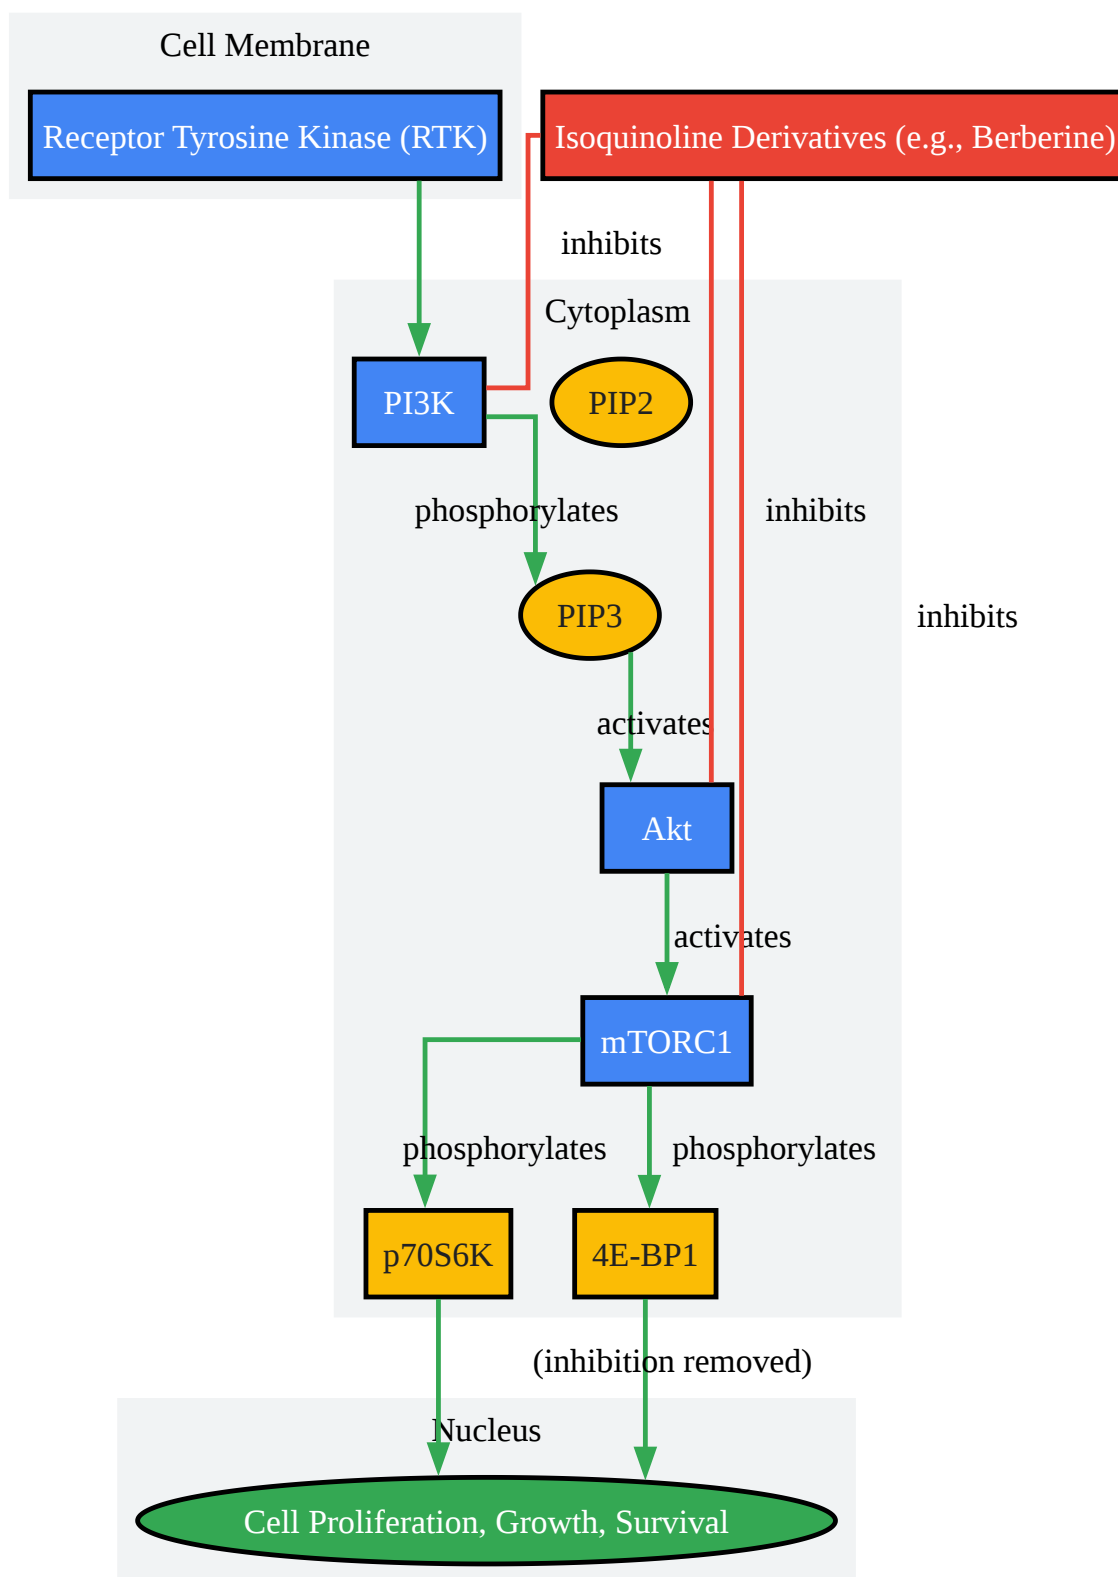 Cell Membrane
Receptor Tyrosine Kinase (RTK)
Isoquinoline Derivatives (e.g., Berberine)
inhibits
Cytoplasm
PI3K
PIP2
phosphorylates
inhibits
PIP3
inhibits
activates
Akt
activates
mTORC1
phosphorylates
phosphorylates
p70S6K
4E-BP1
(inhibition removed)
Nucleus
Cell Proliferation, Growth, Survival